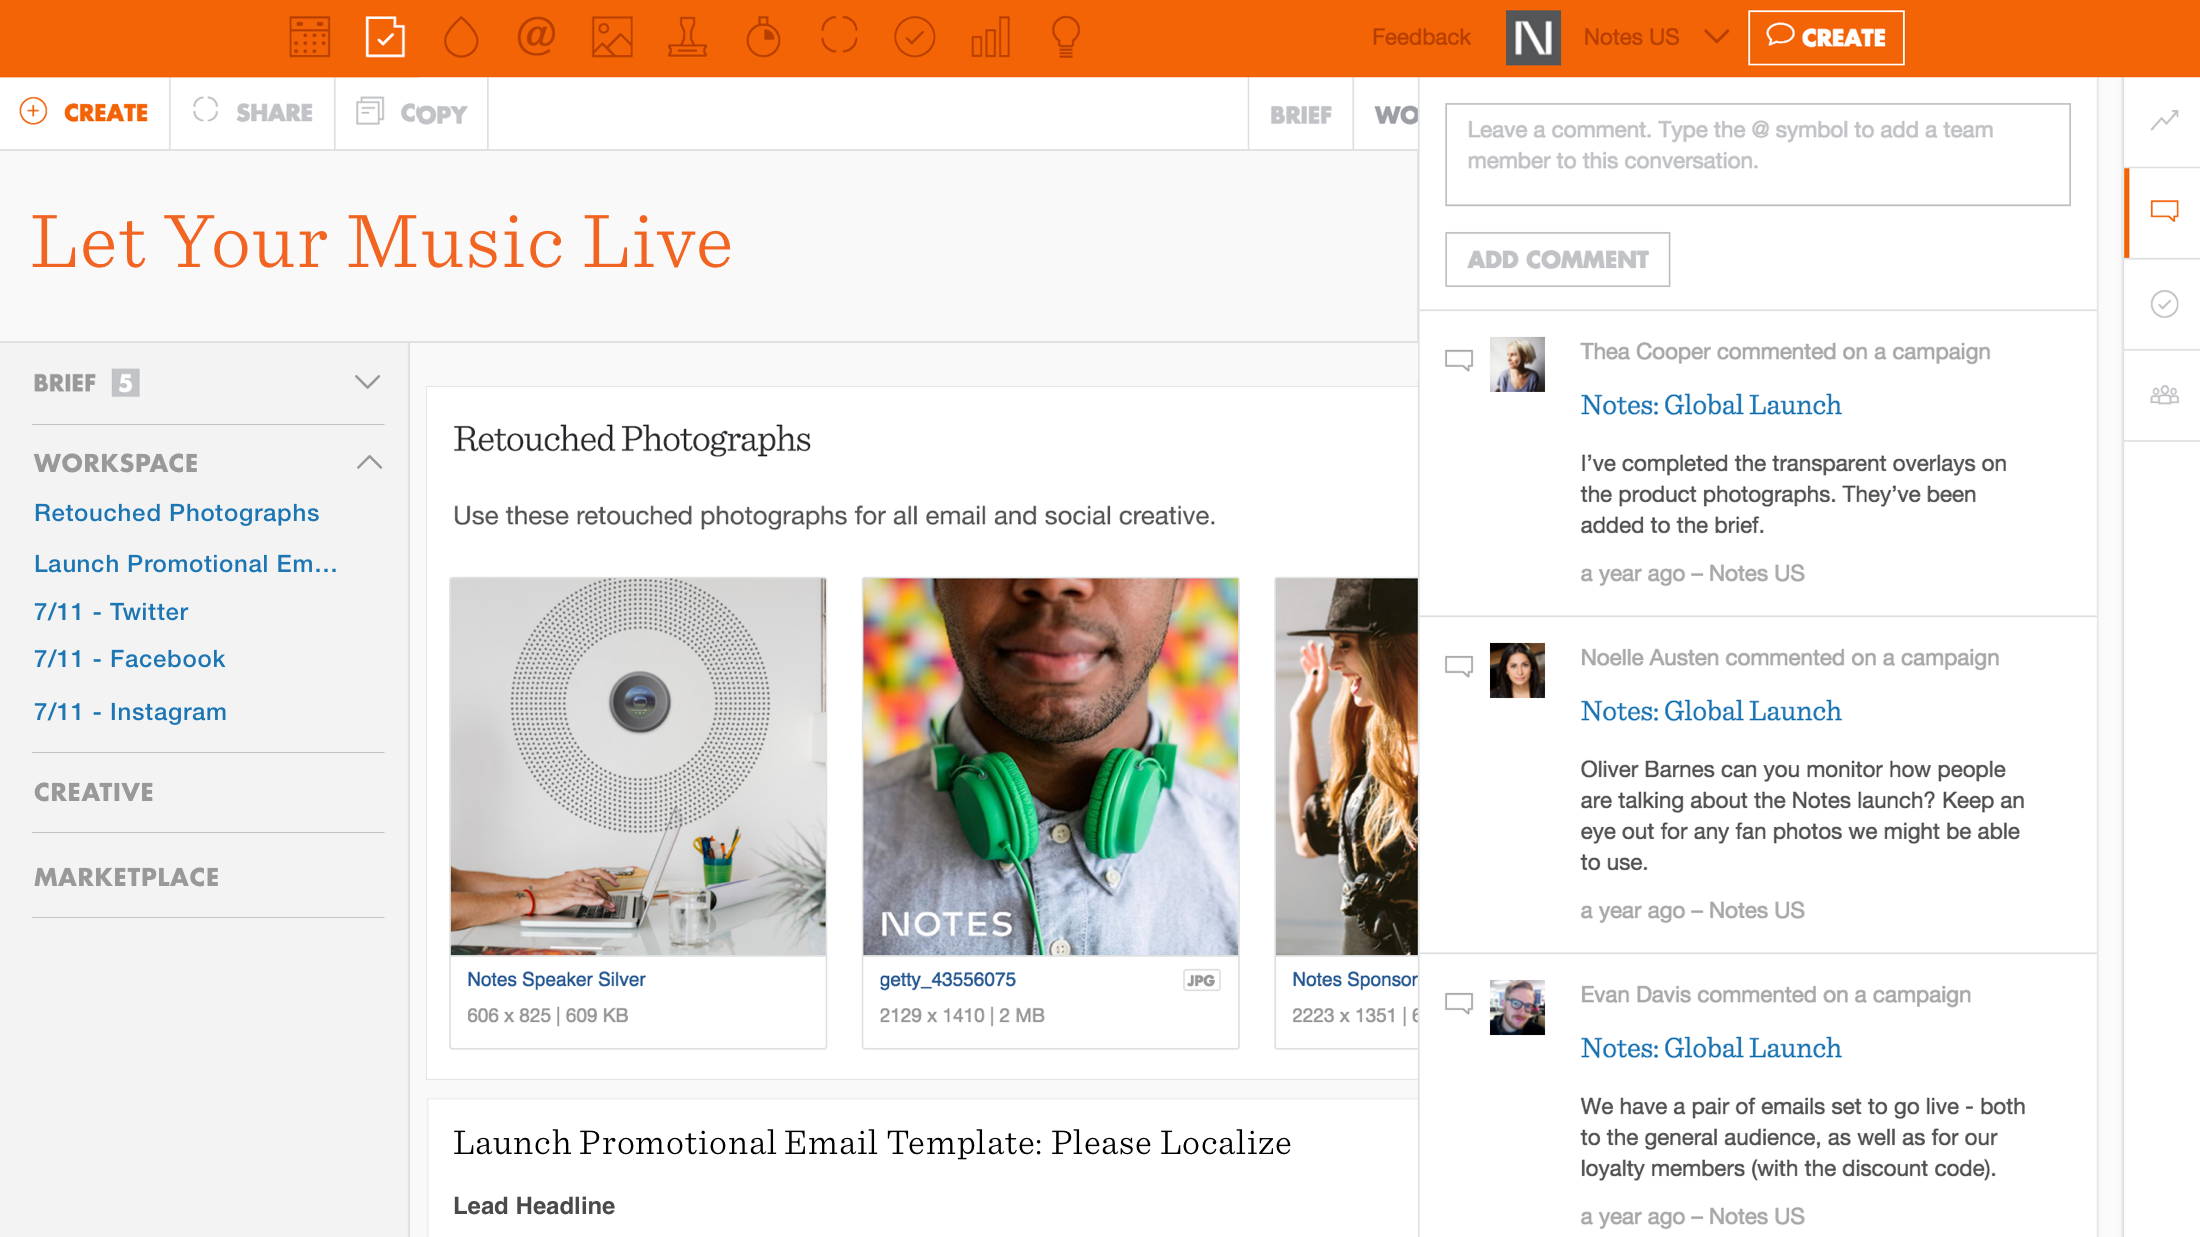 @
Feedback
N
Notes US
CREATE
CREATE
SHARE
COPY
BRIEF
WO
Let Your Music Live
BRIEF 5
WORKSPACE
Retouched Photographs
Launch Promotional Em...
7/11 - Twitter
7/11 - Facebook
7/11 - Instagram
CREATIVE
MARKETPLACE
Retouched Photographs
Use these retouched photographs for all email and social creative.
NOTES
Notes Speaker Silver
606 x 825 | 609 KB
getty_43556075
JPG
2129 x 1410 | 2 MB
Notes Sponsor
2223 x 1351 |
Launch Promotional Email Template: Please Localize
Lead Headline
Leave a comment. Type the @ symbol to add a team
member to this conversation.
ADD COMMENT
Thea Cooper commented on a campaign
Notes: Global Launch
I’ve completed the transparent overlays on
the product photographs. They’ve been
added to the brief.
a year ago – Notes US
Noelle Austen commented on a campaign
Notes: Global Launch
Oliver Barnes can you monitor how people
are talking about the Notes launch? Keep an
eye out for any fan photos we might be able
to use.
a year ago – Notes US
Evan Davis commented on a campaign
Notes: Global Launch
We have a pair of emails set to go live - both
to the general audience, as well as for our
loyalty members (with the discount code).
a year ago – Notes US